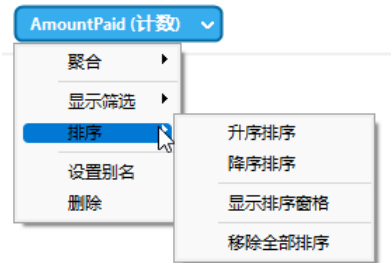 AmountPaid (计数)
聚合
显示筛选
排序
设置别名
删除
升序排序
降序排序
显示排序窗格
移除全部排序